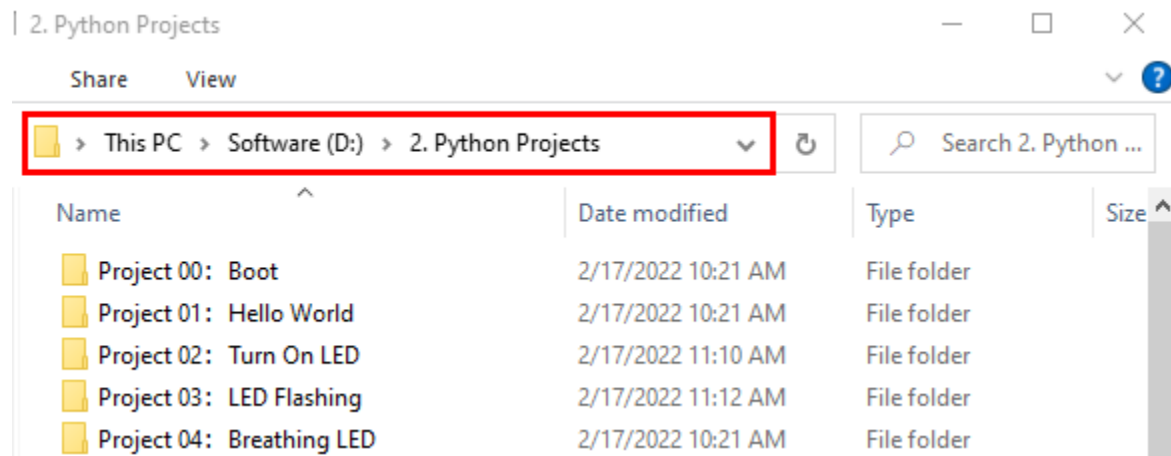 2. Python Projects
Share View
This PC > Software (D:) > 2. Python Projects Search 2. Python ...
Name Date modified Type Size
Project 00：Boot 2/17/2022 10:21 AM File folder
Project 01：Hello World 2/17/2022 10:21 AM File folder
Project 02：Turn On LED 2/17/2022 11:10 AM File folder
Project 03：LED Flashing 2/17/2022 11:12 AM File folder
Project 04：Breathing LED 2/17/2022 10:21 AM File folder